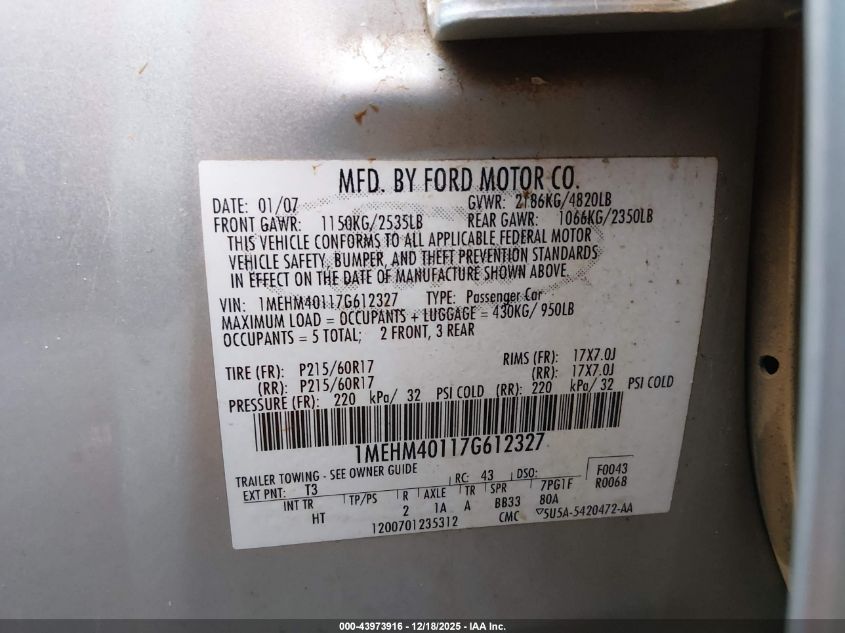 MFD. BY FORD MOTOR CO.
DATE: 01/07 GVWR: 2186KG/4820LB
FRONT GAWR: 1150KG/2535LB REAR GAWR: 1066KG/2350LB
THIS VEHICLE CONFORMS TO ALL APPLICABLE FEDERAL MOTOR
VEHICLE SAFETY, BUMPER, AND THEFT PREVENTION STANDARDS
IN EFFECT ON THE DATE OF MANUFACTURE SHOWN ABOVE.
VIN: 1MEHM40117G612327 TYPE: Passenger Car
MAXIMUM LOAD = OCCUPANTS + LUGGAGE = 430KG/ 950LB
OCCUPANTS = 5 TOTAL; 2 FRONT, 3 REAR
TIRE (FR): P215/60R17 RIMS (FR): 17X7.0J
(RR): P215/60R17 (RR): 17X7.0J
PRESSURE (FR): 220 kPa/ 32 PSI COLD (RR): 220 kPa/ 32 PSI COLD
1MEHM40117G612327
TRAILER TOWING - SEE OWNER GUIDE
EXT PNT: T3 RC: 43 DSO: F0043
INT TR TP/PS R AXLE TR SPR 7PG1F R0068
HT 2 1A A BB33 80A
1200701235312 CMC ▽5U5A-5420472-AA
000-43973916 - 12/18/2025 - IAA Inc.